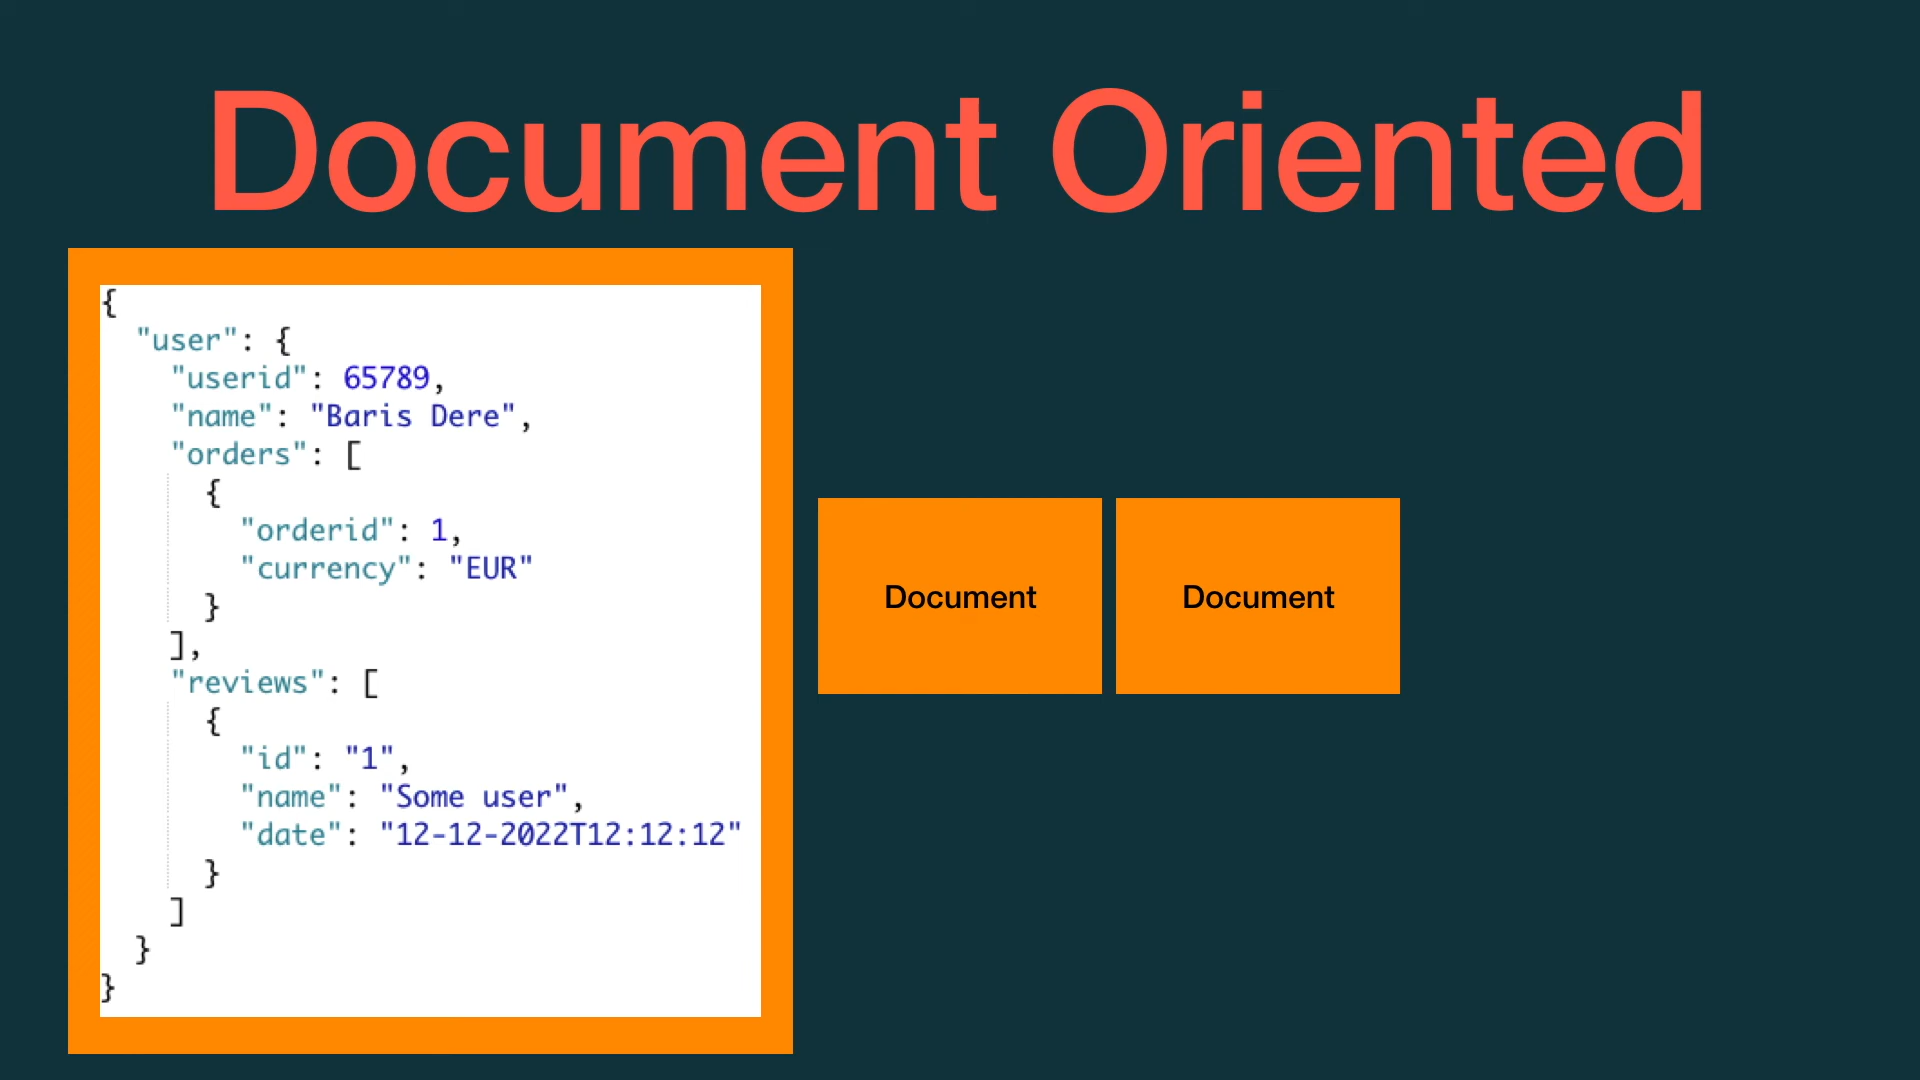 Document Oriented
{
  "user": {
    "userid": 65789,
    "name": "Baris Dere",
    "orders": [
      {
        "orderid": 1,
        "currency": "EUR"
      }
    ],
    "reviews": [
      {
        "id": "1",
        "name": "Some user",
        "date": "12-12-2022T12:12:12"
      }
    ]
  }
}
Document
Document